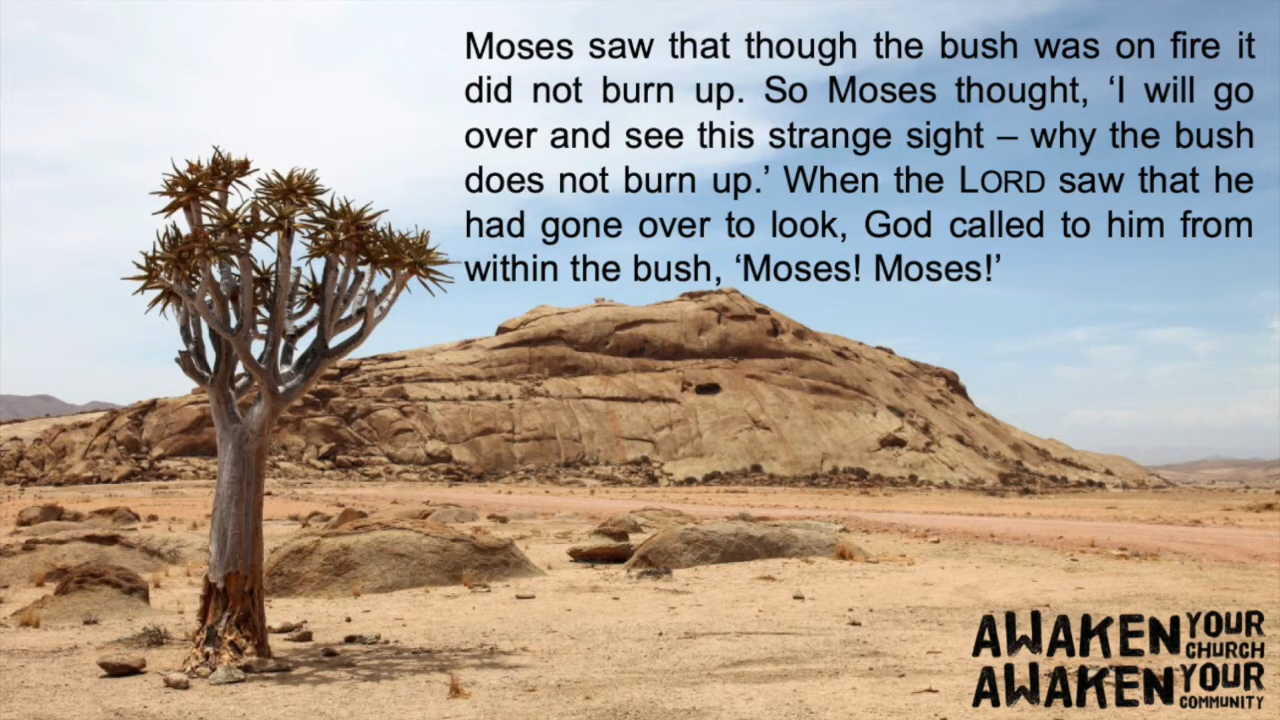 Moses saw that though the bush was on fire it
did not burn up. So Moses thought, ‘I will go
over and see this strange sight – why the bush
does not burn up.’ When the LORD saw that he
had gone over to look, God called to him from
within the bush, ‘Moses! Moses!’
AWAKEN YOUR CHURCH
AWAKEN YOUR COMMUNITY